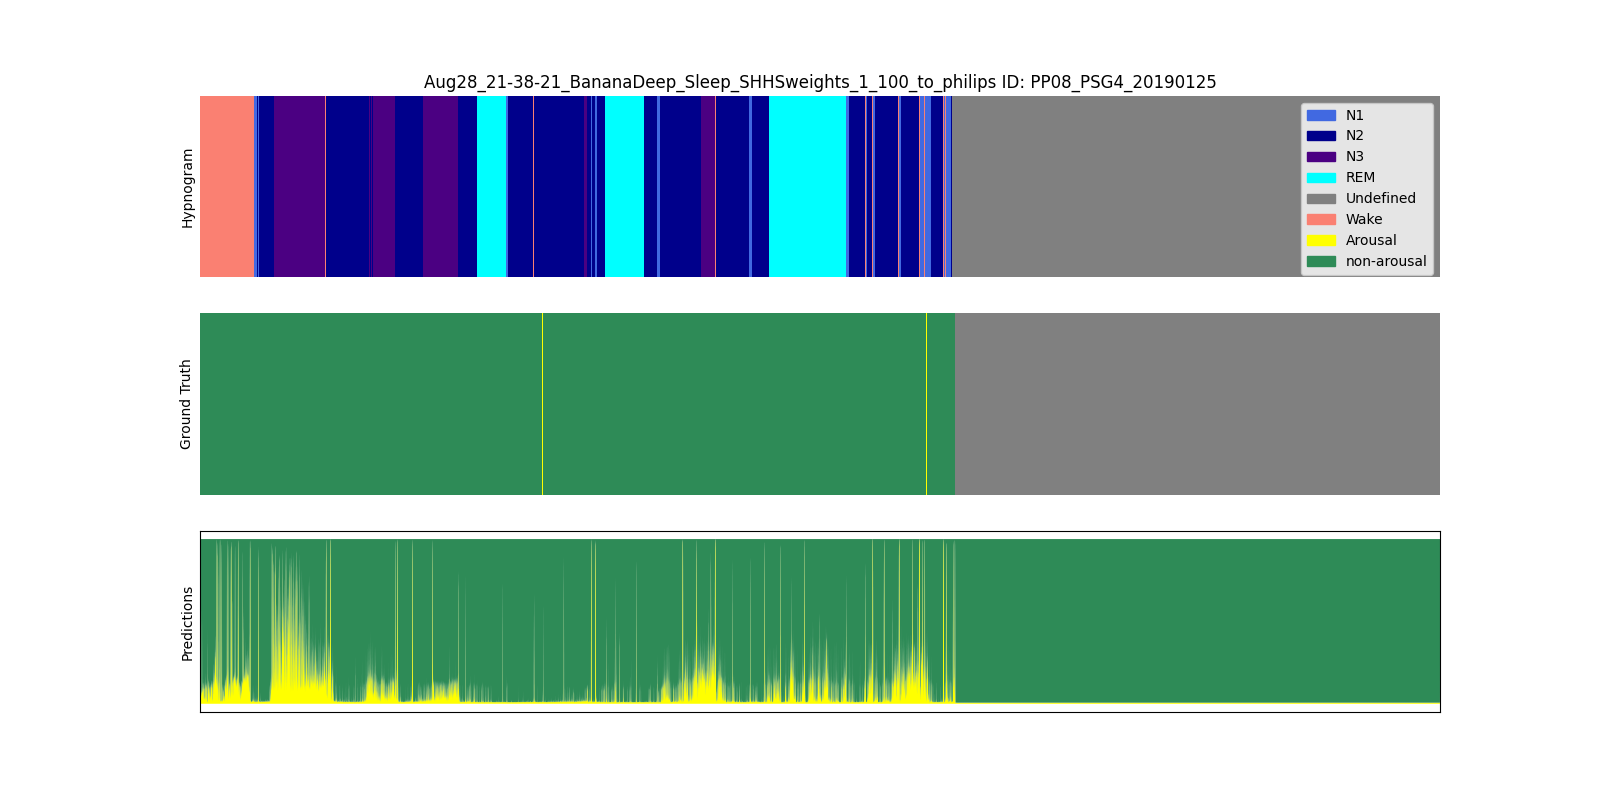 Aug28_21-38-21_BananaDeep_Sleep_SHHSweights_1_100_to_philips ID: PP08_PSG4_20190125
Hypnogram
N1
N2
N3
REM
Undefined
Wake
Arousal
non-arousal
Ground Truth
Predictions